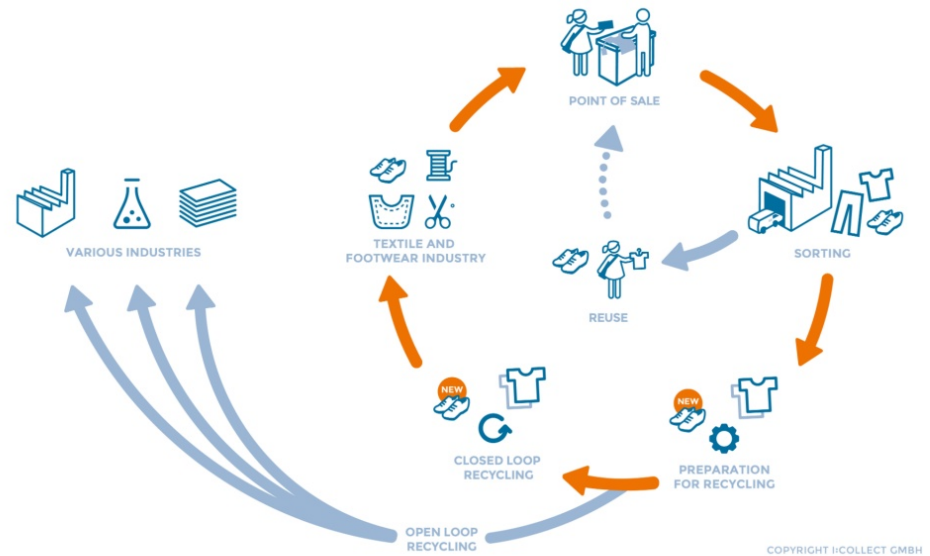 POINT OF SALE
VARIOUS INDUSTRIES
TEXTILE AND
FOOTWEAR INDUSTRY
SORTING
REUSE
NEW
CLOSED LOOP
RECYCLING
NEW
PREPARATION
FOR RECYCLING
OPEN LOOP
RECYCLING
COPYRIGHT I:COLLECT GMBH